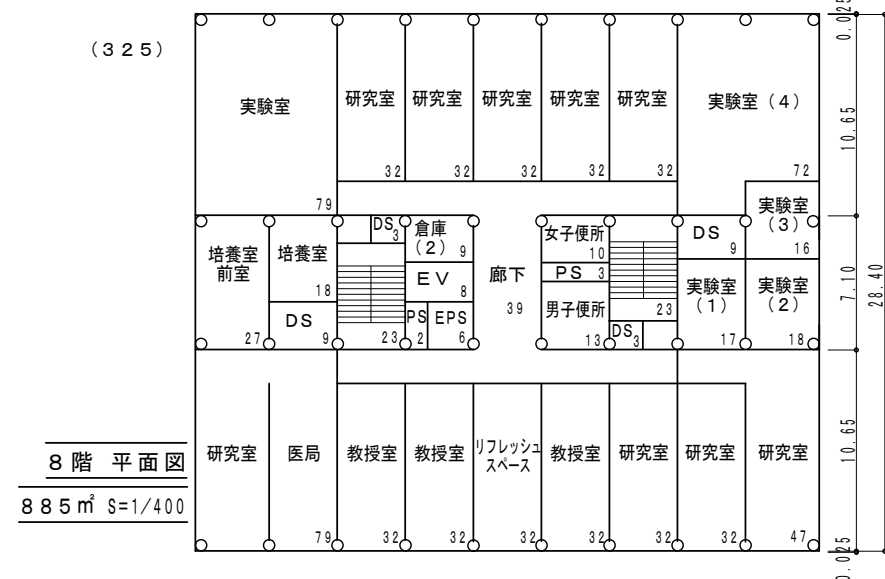 (325)
実験室
79
研究室
32
研究室
32
研究室
32
研究室
32
研究室
32
実験室(4)
72
実験室
(3)
16
培養室
前室
27
培養室
18
DS
9
DS
3
23
倉庫
(2)
9
EV
8
PS
2
EPS
6
廊下
39
女子便所
10
PS 3
男子便所
13
23
DS
3
DS
9
実験室
(1)
17
実験室
(2)
18
研究室
医局
79
教授室
32
教授室
32
リフレッシュ
スペース
32
教授室
32
研究室
32
研究室
32
研究室
47
0.025
10.65
7.10
28.40
10.65
0.025
8階 平面図
885㎡ S=1/400